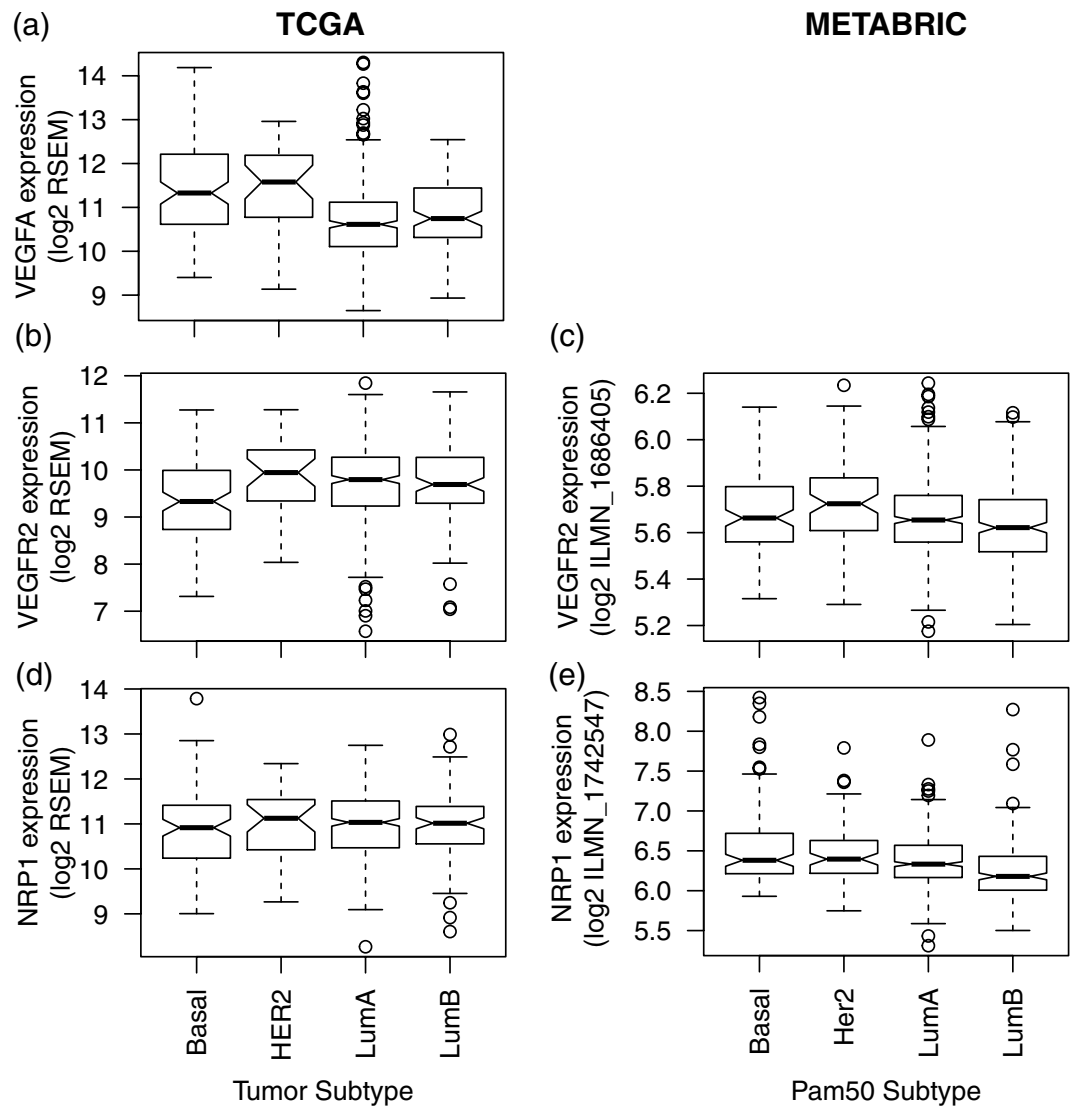 (a)
TCGA
METABRIC
VEGFA expression
(log2 RSEM)
14
13
12
11
10
9
(b)
VEGFR2 expression
(log2 RSEM)
12
11
10
9
8
7
(c)
VEGFR2 expression
(log2 ILMN_1686405)
6.2
6.0
5.8
5.6
5.4
5.2
(d)
NRP1 expression
(log2 RSEM)
14
13
12
11
10
9
Basal
HER2
LumA
LumB
Tumor Subtype
(e)
NRP1 expression
(log2 ILMN_1742547)
8.5
8.0
7.5
7.0
6.5
6.0
5.5
Basal
Her2
LumA
LumB
Pam50 Subtype